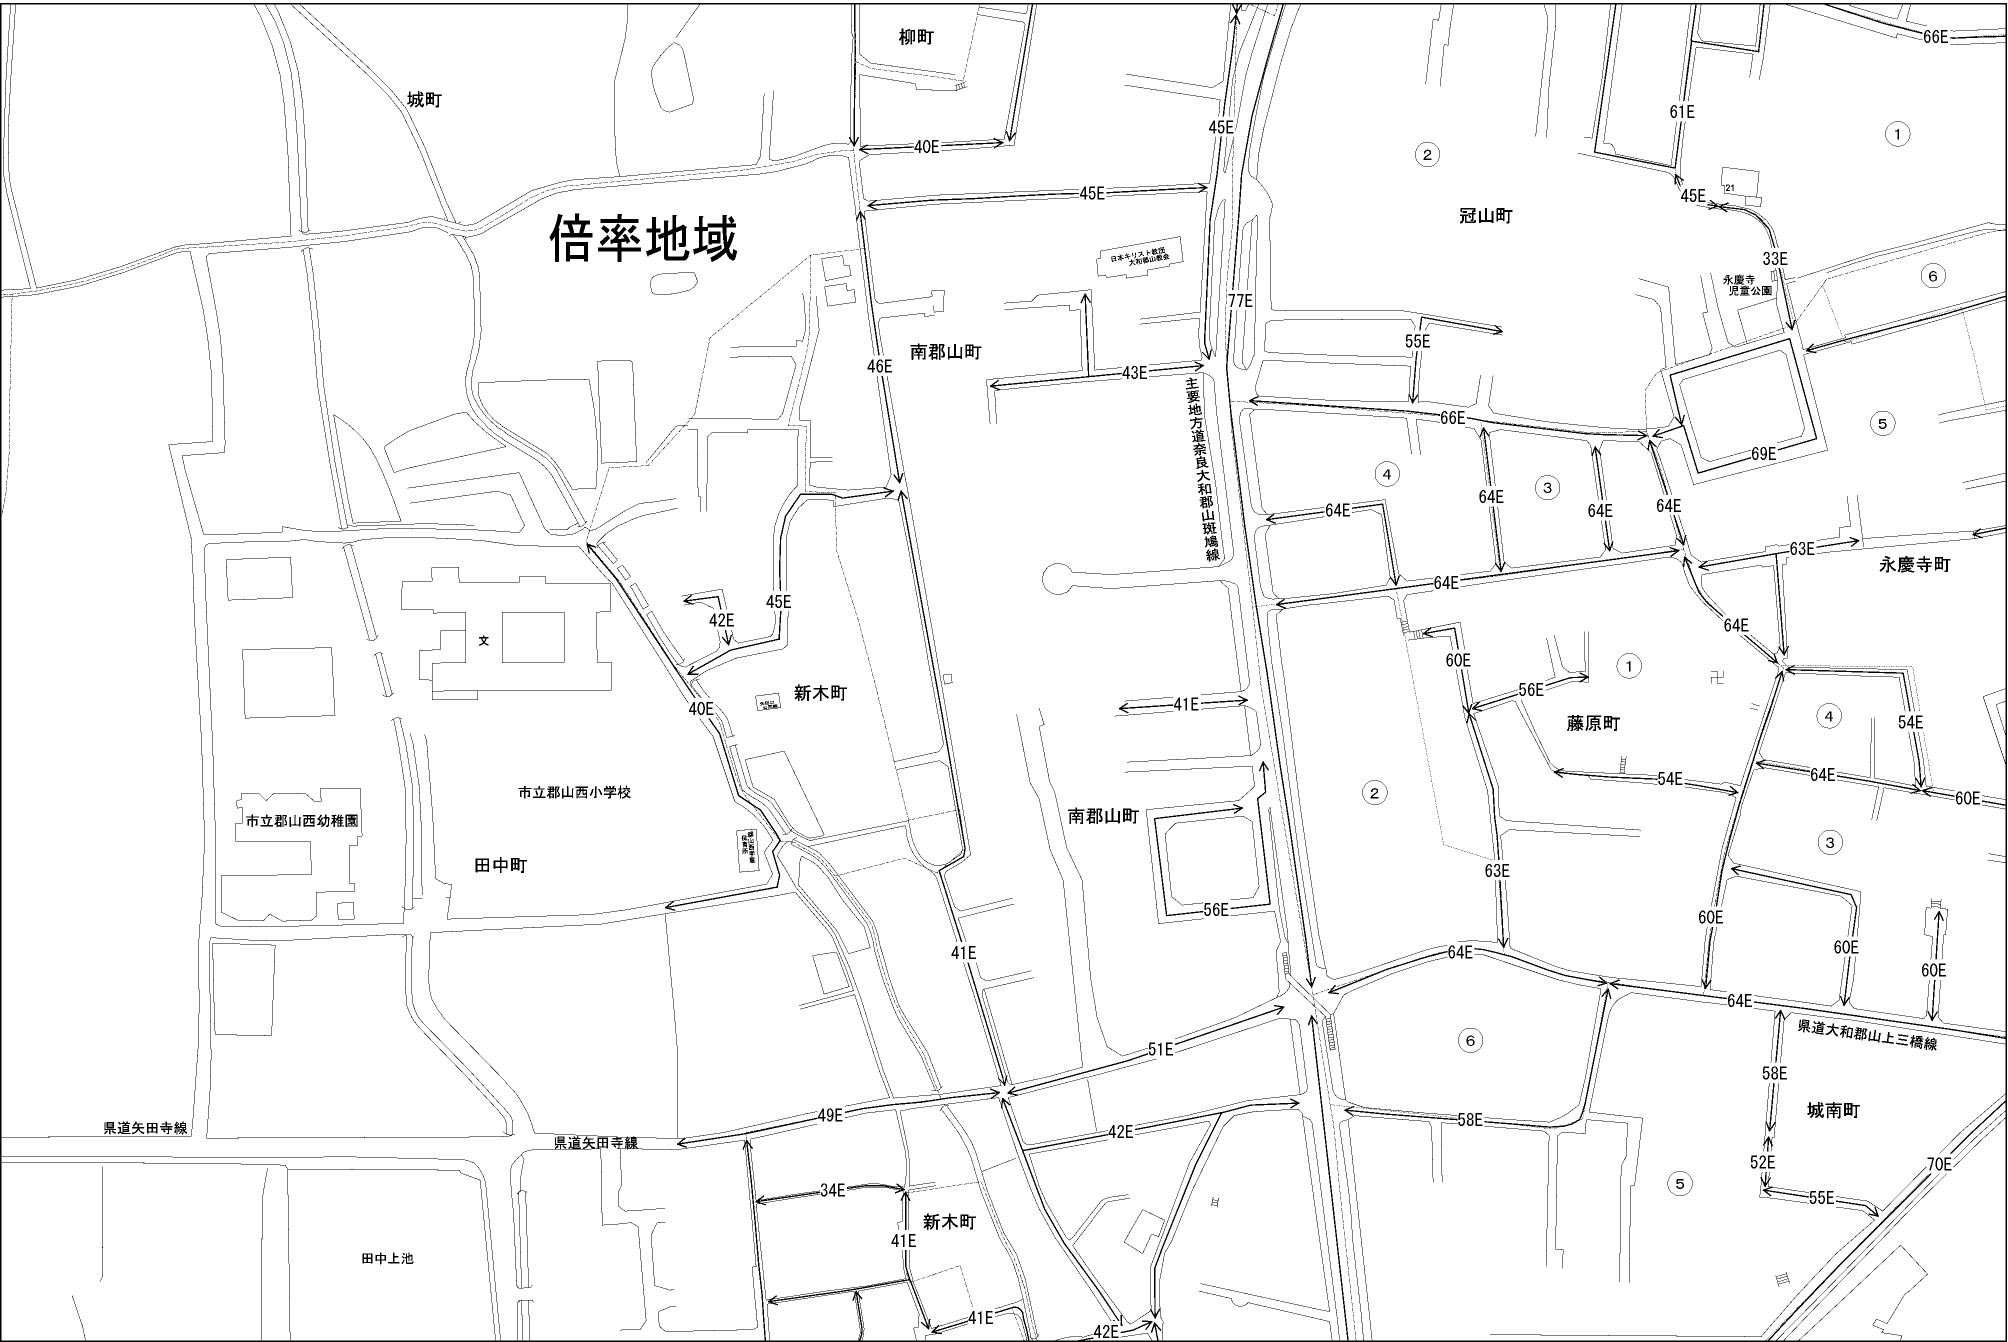 柳町
66E
城町
61E
①
45E
②
40E
45E
21
45E
冠山町
倍率地域
日本キリスト教団
大和郡山教会
33E
⑥
永慶寺
児童公園
77E
南郡山町
55E
46E
43E
主要地方道奈良大和郡山斑鳩線
66E
⑤
69E
④
③
64E
64E
64E
64E
63E
永慶寺町
64E
45E
42E
文
64E
60E
①
56E
新木町
40E
41E
藤原町
④
54E
64E
54E
60E
市立郡山西小学校
②
市立郡山西幼稚園
南郡山町
③
田中町
63E
56E
60E
60E
41E
64E
60E
64E
県道大和郡山上三橋線
⑥
51E
58E
49E
城南町
58E
42E
県道矢田寺線
県道矢田寺線
52E
70E
34E
⑤
55E
新木町
41E
田中上池
41E
42E